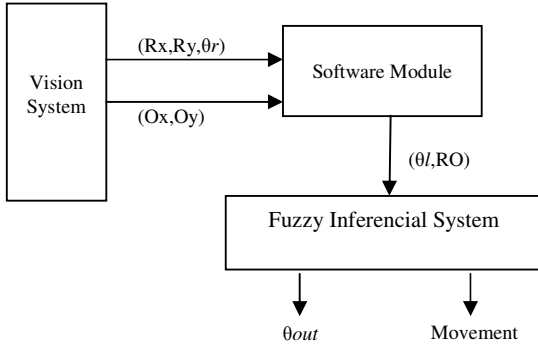 Vision
System
(Rx,Ry,θr)
(Ox,Oy)
Software Module
(θl,RO)
Fuzzy Inferencial System
θout
Movement